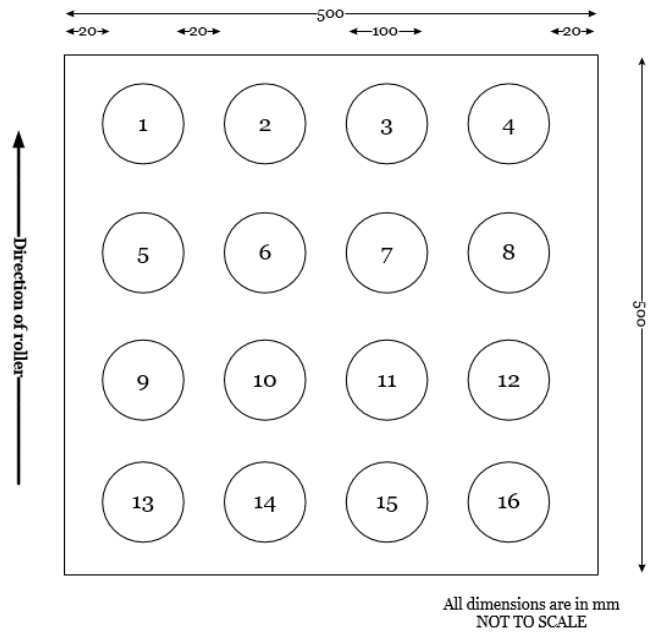 500
20 20 100 20
1 2 3 4
Direction of roller
5 6 7 8
500
9 10 11 12
13 14 15 16
All dimensions are in mm
NOT TO SCALE